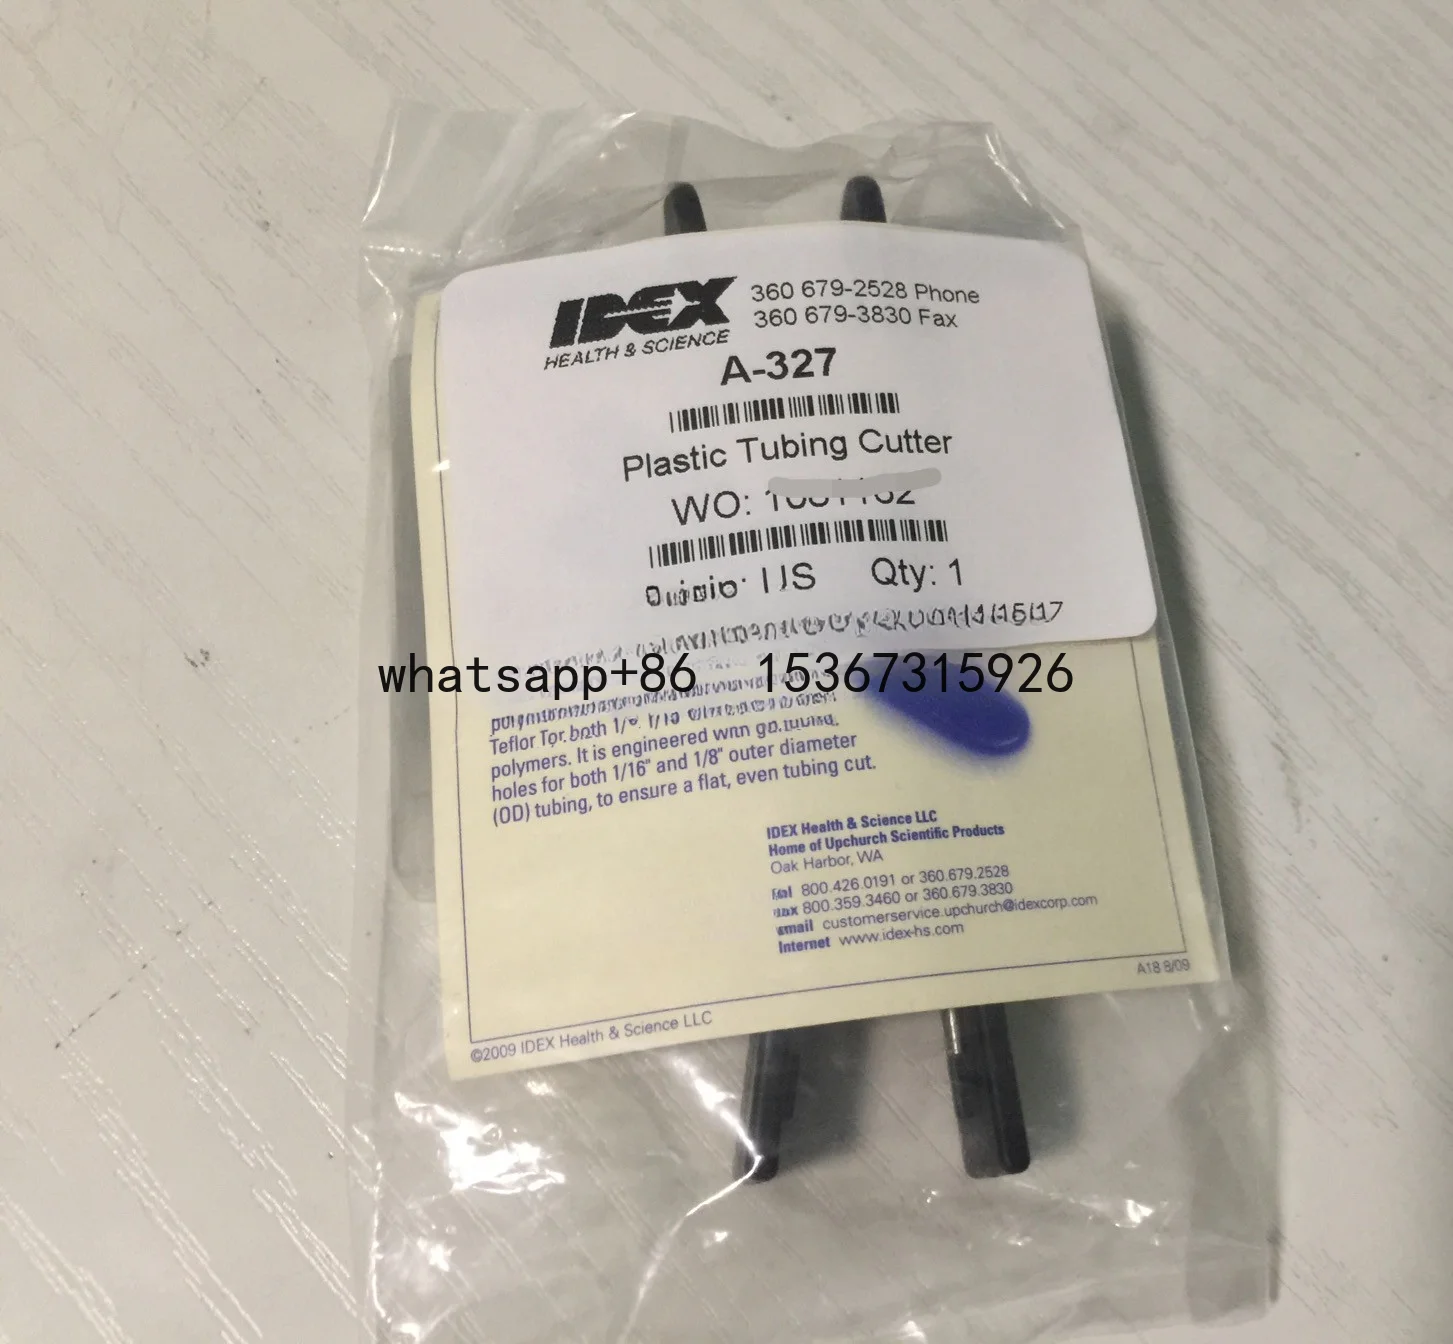 IDEX
HEALTH & SCIENCE
360 679-2528 Phone
360 679-3830 Fax
A-327
Plastic Tubing Cutter
WO:
US Qty: 1
whatsapp+86 15367315926
polymers. It is engineered with
holes for both 1/16" and 1/8" outer diameter
(OD) tubing, to ensure a flat, even tubing cut.
IDEX Health & Science LLC
Home of Upchurch Scientific Products
Oak Harbor, WA
800.426.0191 or 360.679.2528
800.359.3460 or 360.679.3830
email customerservice.upchurch@idexcorp.com
Internet www.idex-hs.com
A18 9/09
©2009 IDEX Health & Science LLC